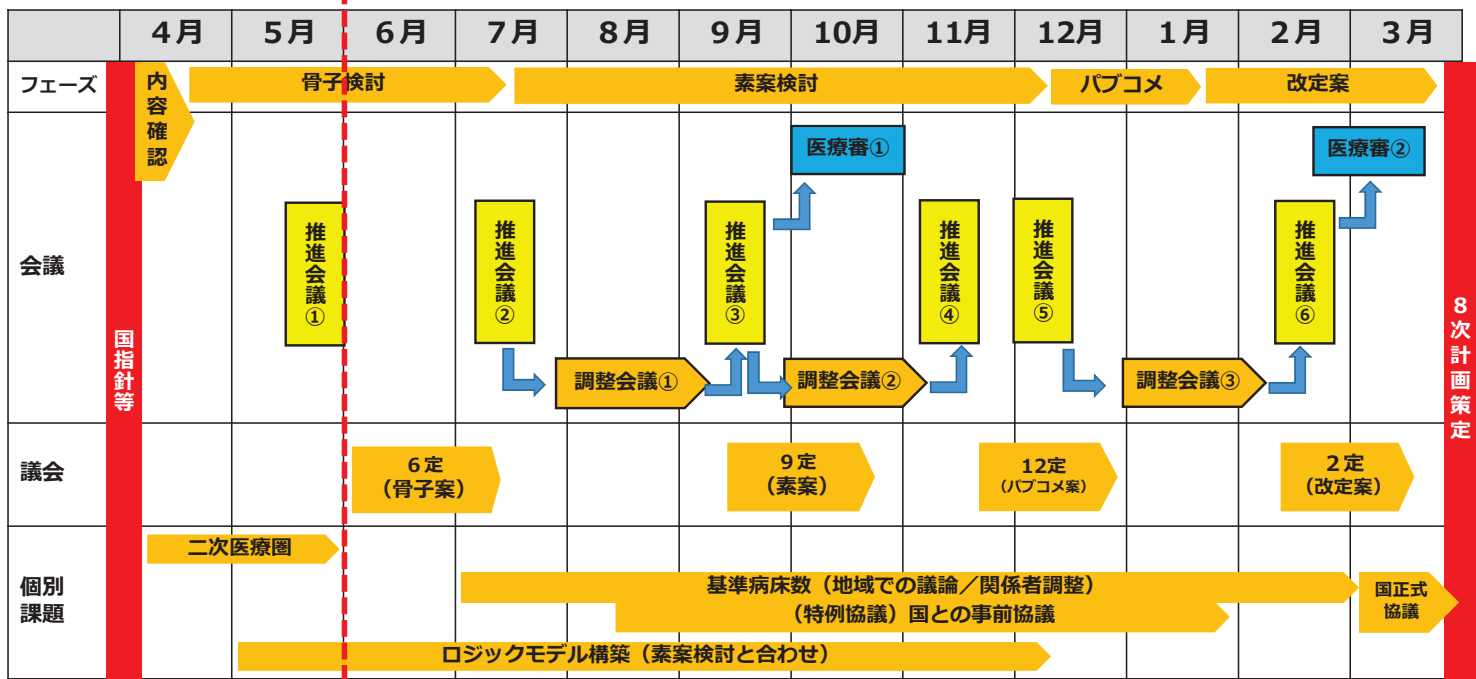 4月 5月 6月 7月 8月 9月 10月 11月 12月 1月 2月 3月
フェーズ
内容確認
骨子検討
素案検討
パブコメ
改定案
会議
医療審①
医療審②
推進会議①
推進会議②
推進会議③
推進会議④
推進会議⑤
推進会議⑥
調整会議①
調整会議②
調整会議③
国指針等
8次計画策定
議会
6定
（骨子案）
9定
（素案）
12定
（パブコメ案）
2定
（改定案）
個別
課題
二次医療圏
基準病床数（地域での議論／関係者調整）
（特例協議）国との事前協議
国正式
協議
ロジックモデル構築（素案検討と合わせ）